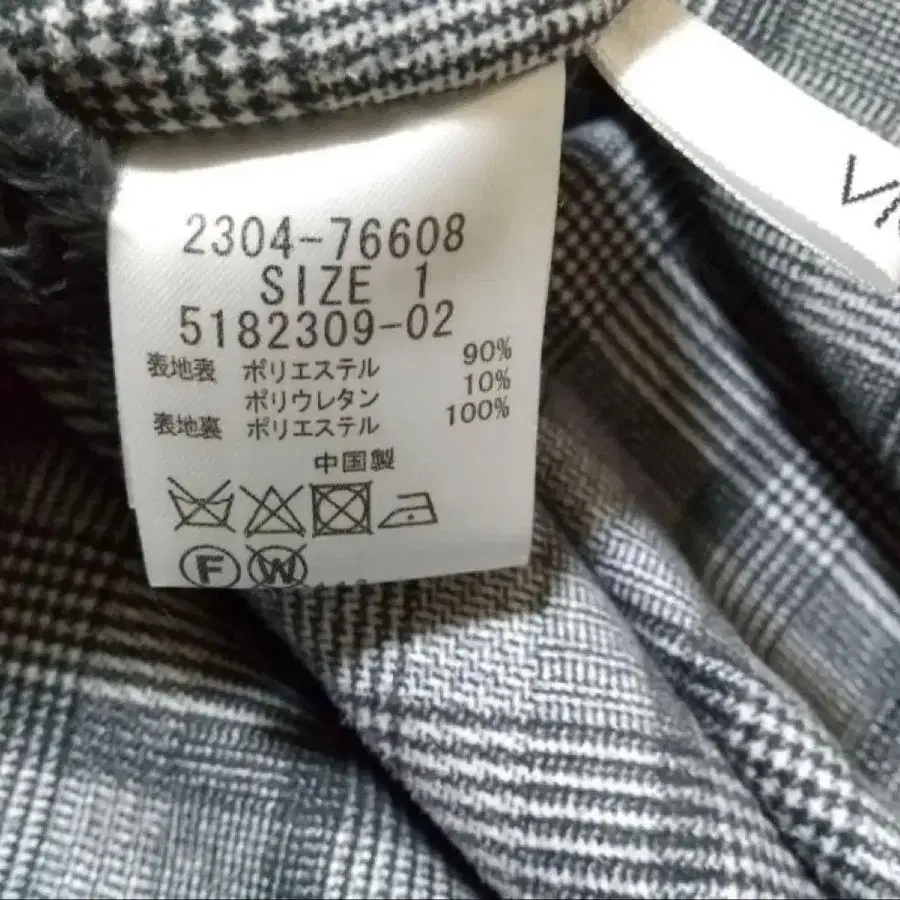 2304-76608
SIZE 1
5182309-02
表地表 ポリエステル 90%
ポリウレタン 10%
表地裏 ポリエステル 100%
中国製
F W